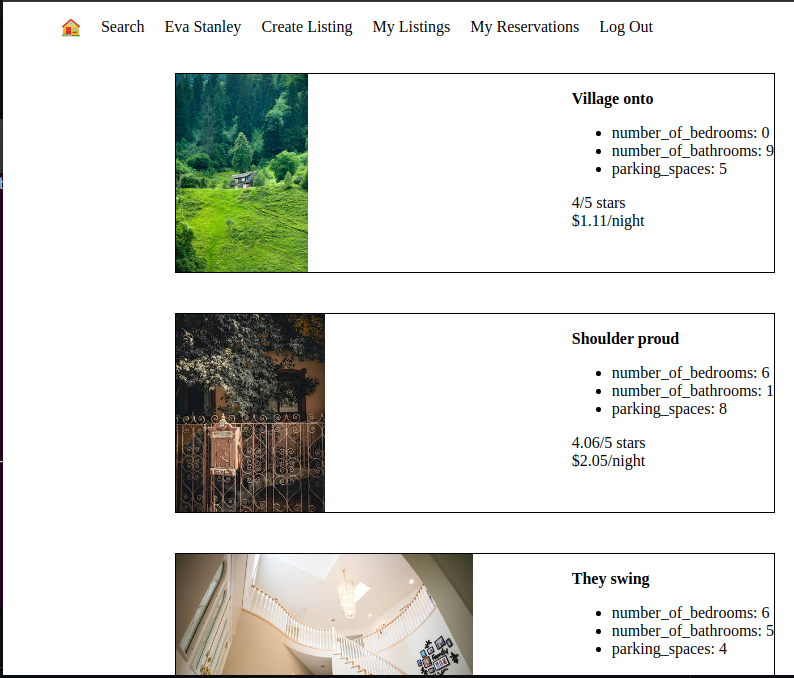 Search Eva Stanley Create Listing My Listings My Reservations Log Out
Village onto
number_of_bedrooms: 0
number_of_bathrooms: 9
parking_spaces: 5
4/5 stars
$1.11/night
Shoulder proud
number_of_bedrooms: 6
number_of_bathrooms: 1
parking_spaces: 8
4.06/5 stars
$2.05/night
They swing
number_of_bedrooms: 6
number_of_bathrooms: 5
parking_spaces: 4